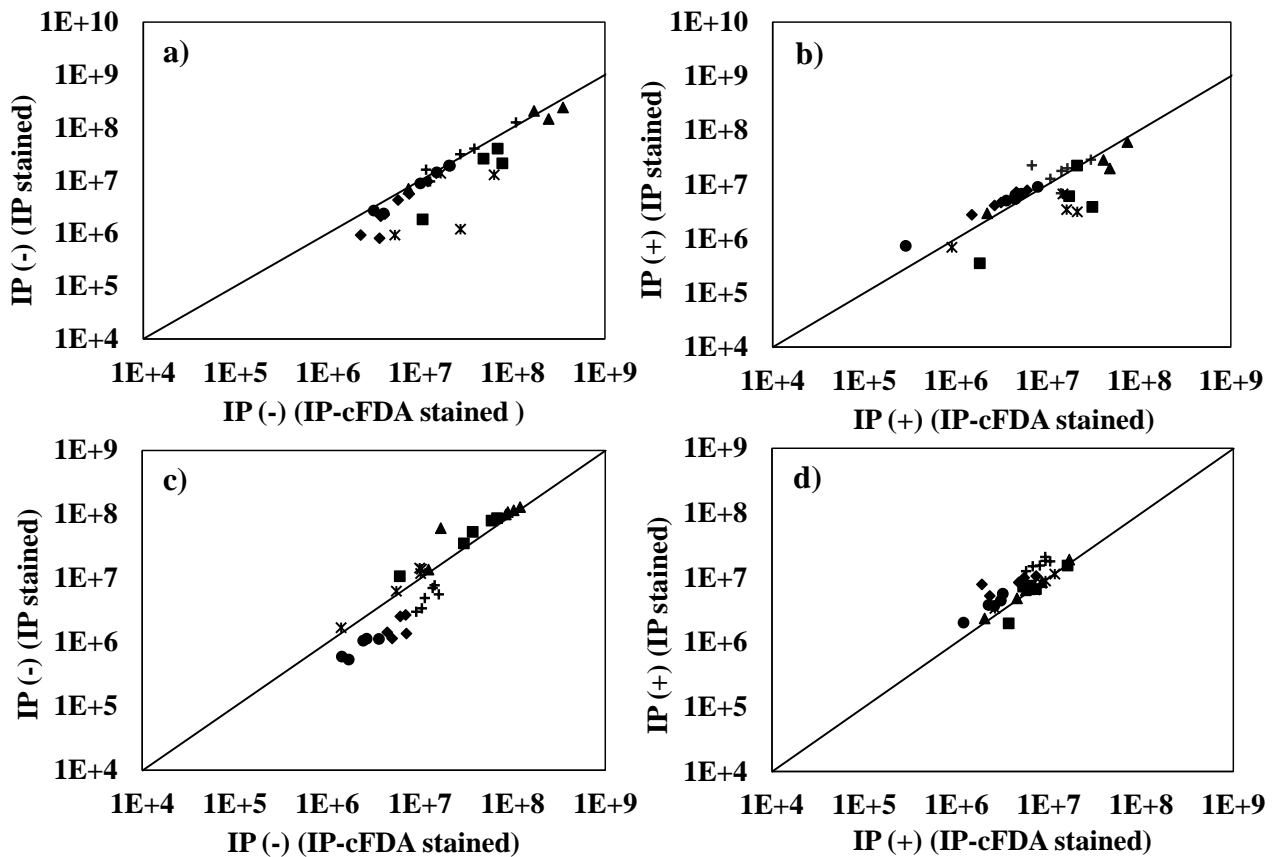 a)
1E+10
1E+9
1E+8
1E+7
1E+6
1E+5
1E+4
IP (-) (IP stained)
1E+4 1E+5 1E+6 1E+7 1E+8 1E+9
IP (-) (IP-cFDA stained )
b)
1E+10
1E+9
1E+8
1E+7
1E+6
1E+5
1E+4
IP (+) (IP stained)
1E+4 1E+5 1E+6 1E+7 1E+8 1E+9
IP (+) (IP-cFDA stained)
c)
1E+9
1E+8
1E+7
1E+6
1E+5
1E+4
IP (-) (IP stained)
1E+4 1E+5 1E+6 1E+7 1E+8 1E+9
IP (-) (IP-cFDA stained)
d)
1E+9
1E+8
1E+7
1E+6
1E+5
1E+4
IP (+) (IP stained)
1E+4 1E+5 1E+6 1E+7 1E+8 1E+9
IP (+) (IP-cFDA stained)